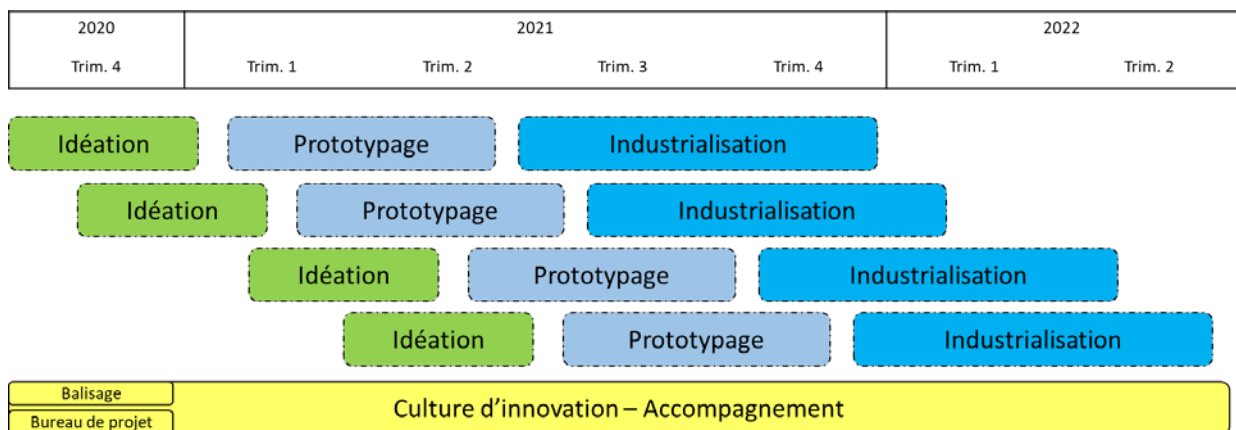 2020 2021 2022
Trim. 4 Trim. 1 Trim. 2 Trim. 3 Trim. 4 Trim. 1 Trim. 2
Idéation Prototypage Industrialisation
Idéation Prototypage Industrialisation
Idéation Prototypage Industrialisation
Idéation Prototypage Industrialisation
Balisage
Culture d’innovation – Accompagnement
Bureau de projet